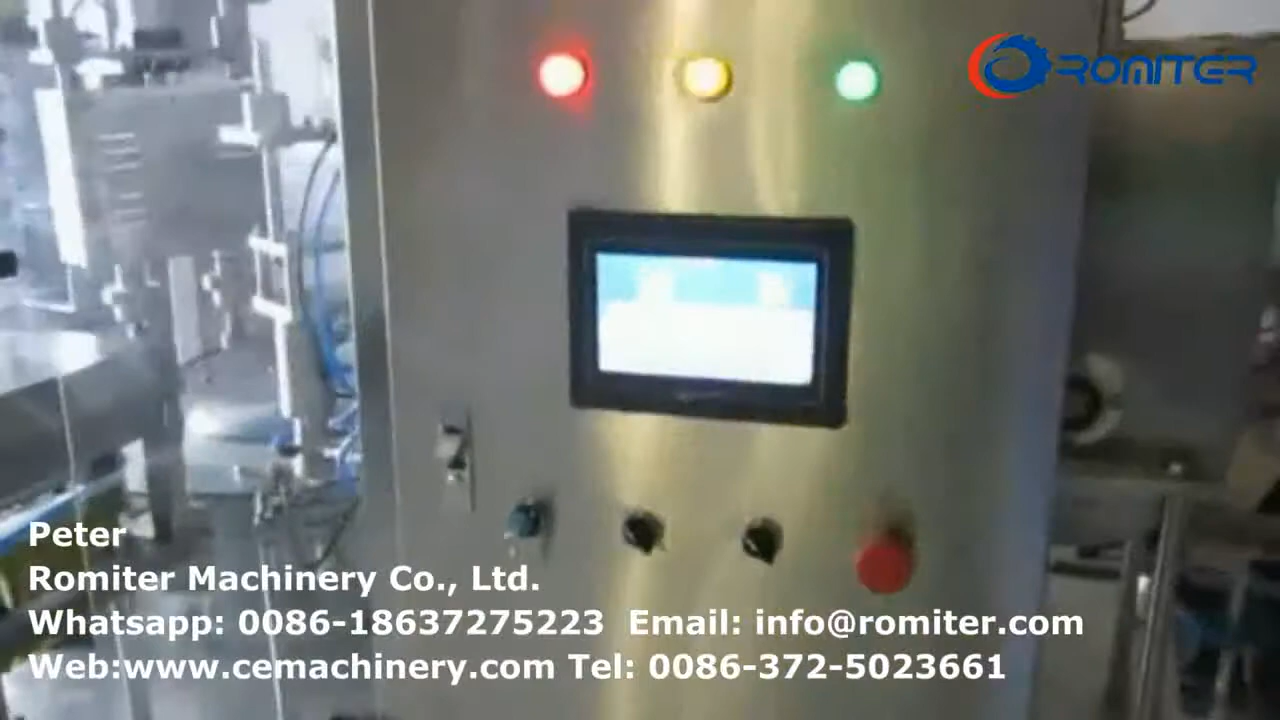 ROMITER
Peter
Romiter Machinery Co., Ltd.
Whatsapp: 0086-18637275223 Email: info@romiter.com
Web:www.cemachinery.com Tel: 0086-372-5023661